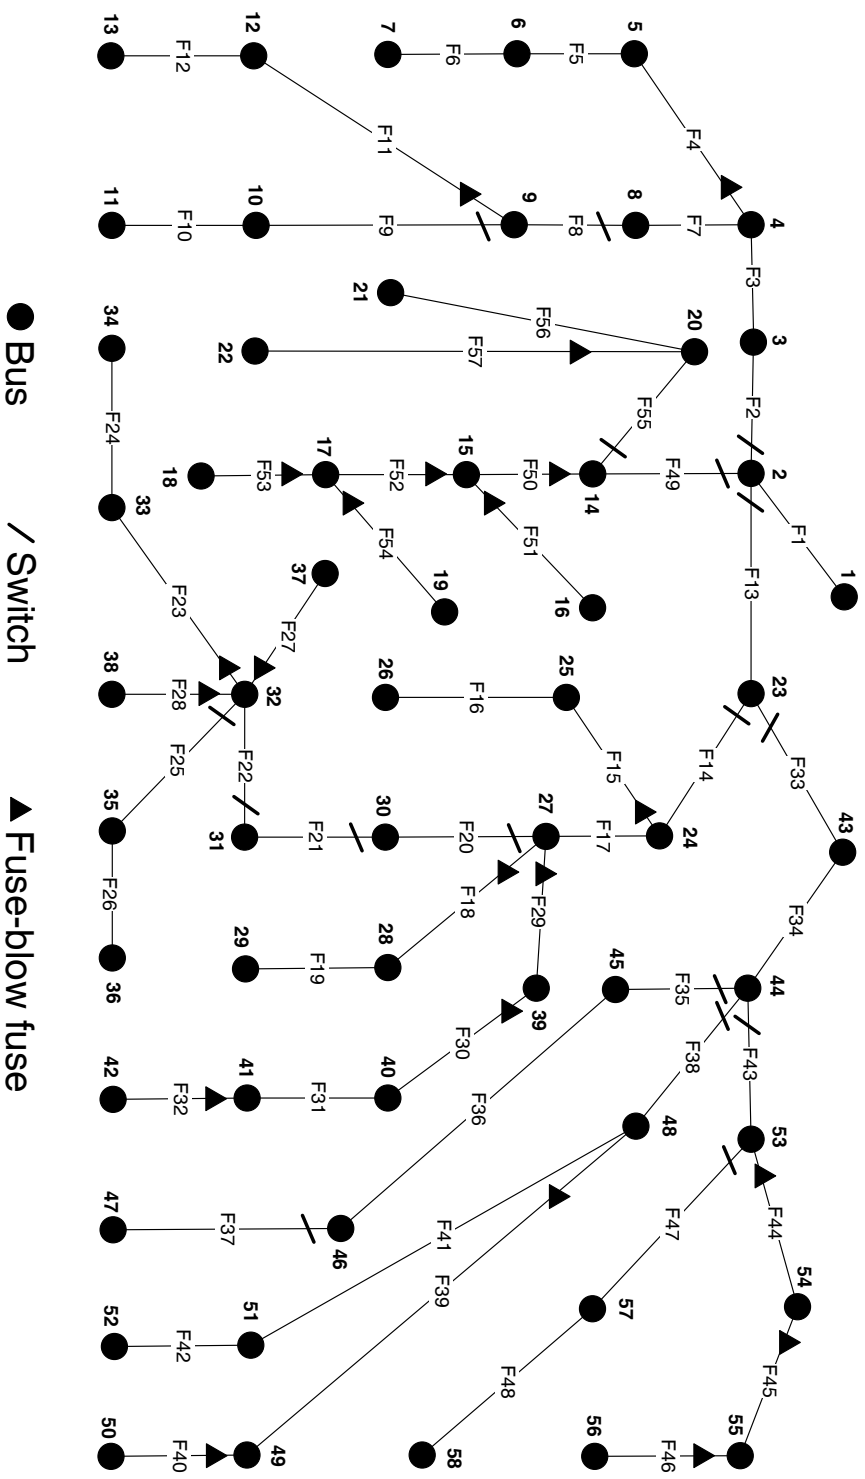 1
43
F1
F33
F34
54
4
3
2
23
44
53
F44
F45
F3
F2
F13
F43
55
F4
F7
20
F49
F14
24
F35
F38
48
F47
F46
5
8
F55
F15
F17
45
57
F5
F8
14
16
25
56
6
9
F56
F50
F51
27
F29
39
F48
F6
F57
15
19
F16
F20
F18
F30
F36
F41
F39
58
7
F11
F9
21
F52
F54
26
30
28
40
17
37
F27
F21
F19
F31
46
12
10
22
F53
32
F22
31
29
41
F37
51
49
F12
F10
18
F23
F28
F25
F32
F42
F40
13
11
34
F24
33
38
35
F26
36
42
47
52
50
Bus
Switch
Fuse-blow fuse